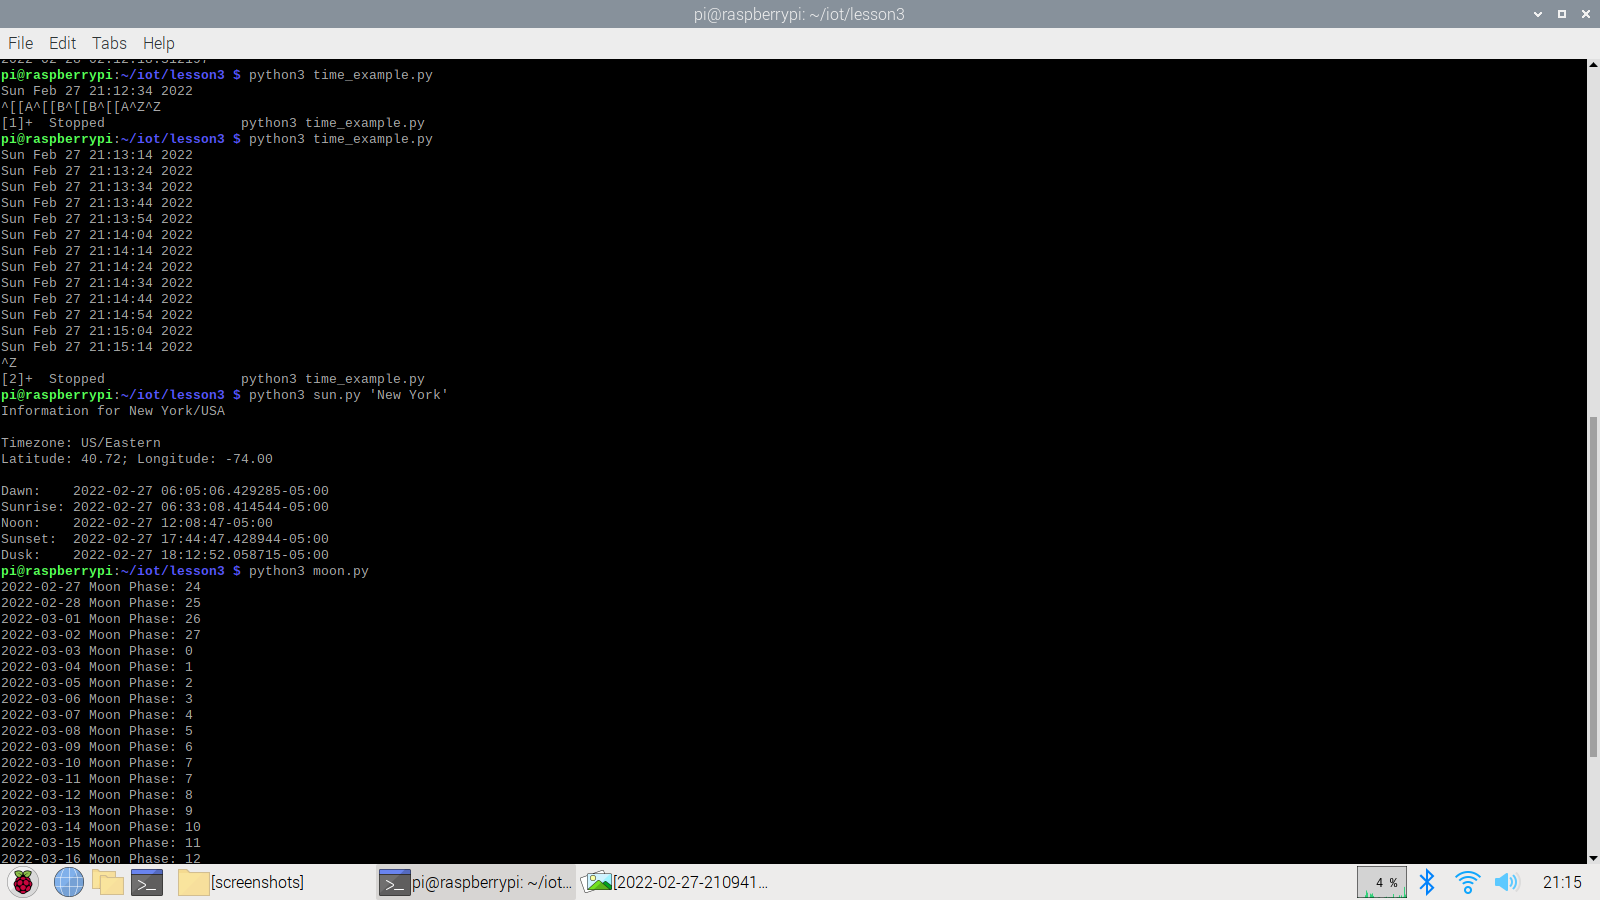 pi@raspberrypi: ~/iot/lesson3
File Edit Tabs Help
pi@raspberrypi:~/iot/lesson3 $ python3 time_example.py
Sun Feb 27 21:12:34 2022
^[[A^[[B^[[B^[[A^Z^Z
[1]+  Stopped                 python3 time_example.py
pi@raspberrypi:~/iot/lesson3 $ python3 time_example.py
Sun Feb 27 21:13:14 2022
Sun Feb 27 21:13:24 2022
Sun Feb 27 21:13:34 2022
Sun Feb 27 21:13:44 2022
Sun Feb 27 21:13:54 2022
Sun Feb 27 21:14:04 2022
Sun Feb 27 21:14:14 2022
Sun Feb 27 21:14:24 2022
Sun Feb 27 21:14:34 2022
Sun Feb 27 21:14:44 2022
Sun Feb 27 21:14:54 2022
Sun Feb 27 21:15:04 2022
Sun Feb 27 21:15:14 2022
^Z
[2]+  Stopped                 python3 time_example.py
pi@raspberrypi:~/iot/lesson3 $ python3 sun.py 'New York'
Information for New York/USA
Timezone: US/Eastern
Latitude: 40.72; Longitude: -74.00
Dawn:    2022-02-27 06:05:06.429285-05:00
Sunrise: 2022-02-27 06:33:08.414544-05:00
Noon:    2022-02-27 12:08:47-05:00
Sunset:  2022-02-27 17:44:47.428944-05:00
Dusk:    2022-02-27 18:12:52.058715-05:00
pi@raspberrypi:~/iot/lesson3 $ python3 moon.py
2022-02-27 Moon Phase: 24
2022-02-28 Moon Phase: 25
2022-03-01 Moon Phase: 26
2022-03-02 Moon Phase: 27
2022-03-03 Moon Phase: 0
2022-03-04 Moon Phase: 1
2022-03-05 Moon Phase: 2
2022-03-06 Moon Phase: 3
2022-03-07 Moon Phase: 4
2022-03-08 Moon Phase: 5
2022-03-09 Moon Phase: 6
2022-03-10 Moon Phase: 7
2022-03-11 Moon Phase: 7
2022-03-12 Moon Phase: 8
2022-03-13 Moon Phase: 9
2022-03-14 Moon Phase: 10
2022-03-15 Moon Phase: 11
2022-03-16 Moon Phase: 12
[screenshots] pi@raspberrypi: ~/iot... [2022-02-27-210941... 4 % 21:15